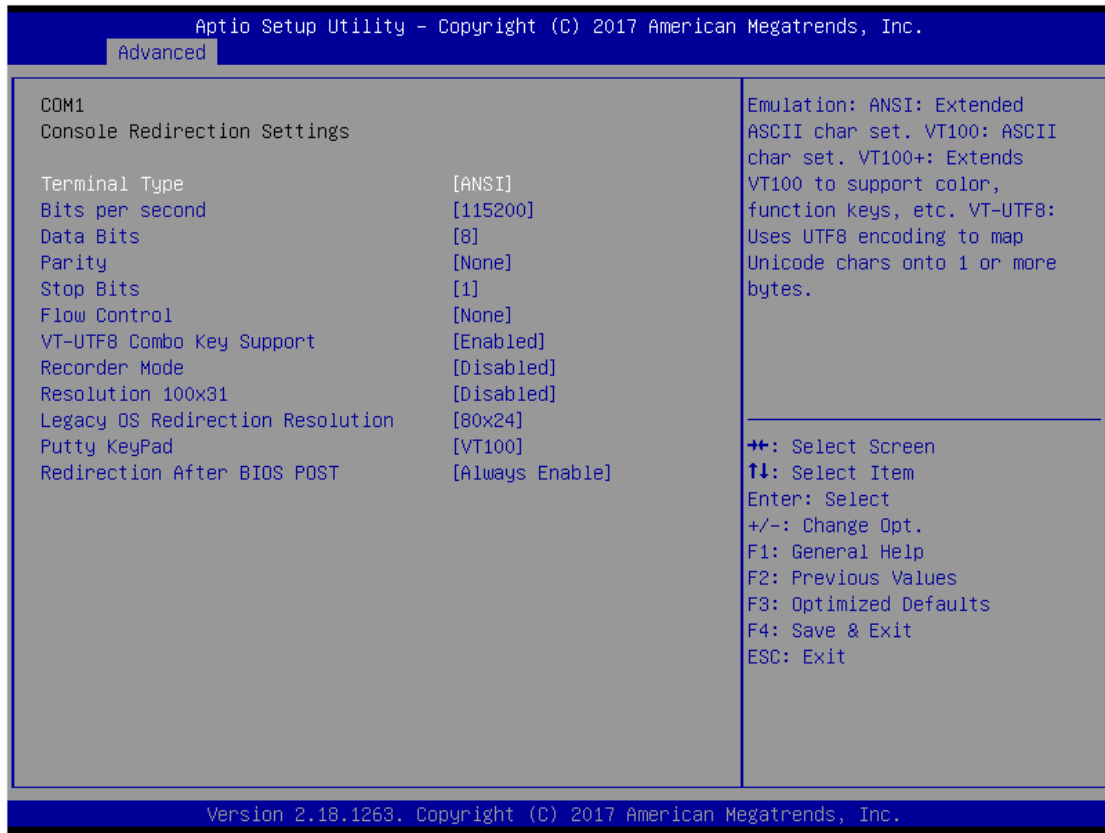 Aptio Setup Utility – Copyright (C) 2017 American Megatrends, Inc.
Advanced
COM1
Console Redirection Settings
Terminal Type [ANSI]
Bits per second [115200]
Data Bits [8]
Parity [None]
Stop Bits [1]
Flow Control [None]
VT-UTF8 Combo Key Support [Enabled]
Recorder Mode [Disabled]
Resolution 100x31 [Disabled]
Legacy OS Redirection Resolution [80x24]
Putty KeyPad [VT100]
Redirection After BIOS POST [Always Enable]
Emulation: ANSI: Extended
ASCII char set. VT100: ASCII
char set. VT100+: Extends
VT100 to support color,
function keys, etc. VT-UTF8:
Uses UTF8 encoding to map
Unicode chars onto 1 or more
bytes.
→←: Select Screen
↑↓: Select Item
Enter: Select
+/-: Change Opt.
F1: General Help
F2: Previous Values
F3: Optimized Defaults
F4: Save & Exit
ESC: Exit
Version 2.18.1263. Copyright (C) 2017 American Megatrends, Inc.